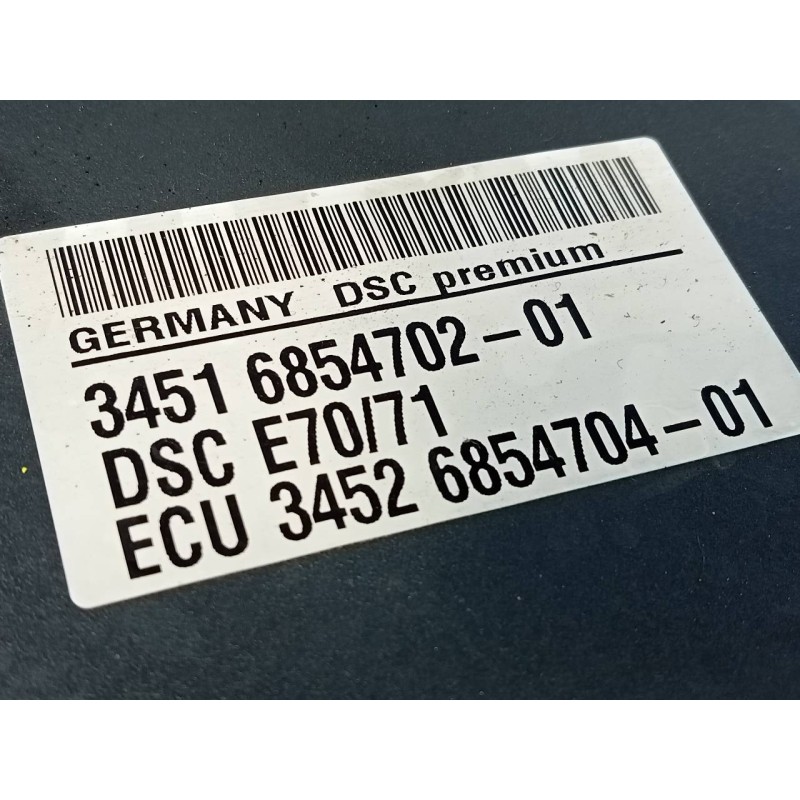 GERMANY DSC premium
3451 6854702-01
DSC E70/71
ECU 3452 6854704-01